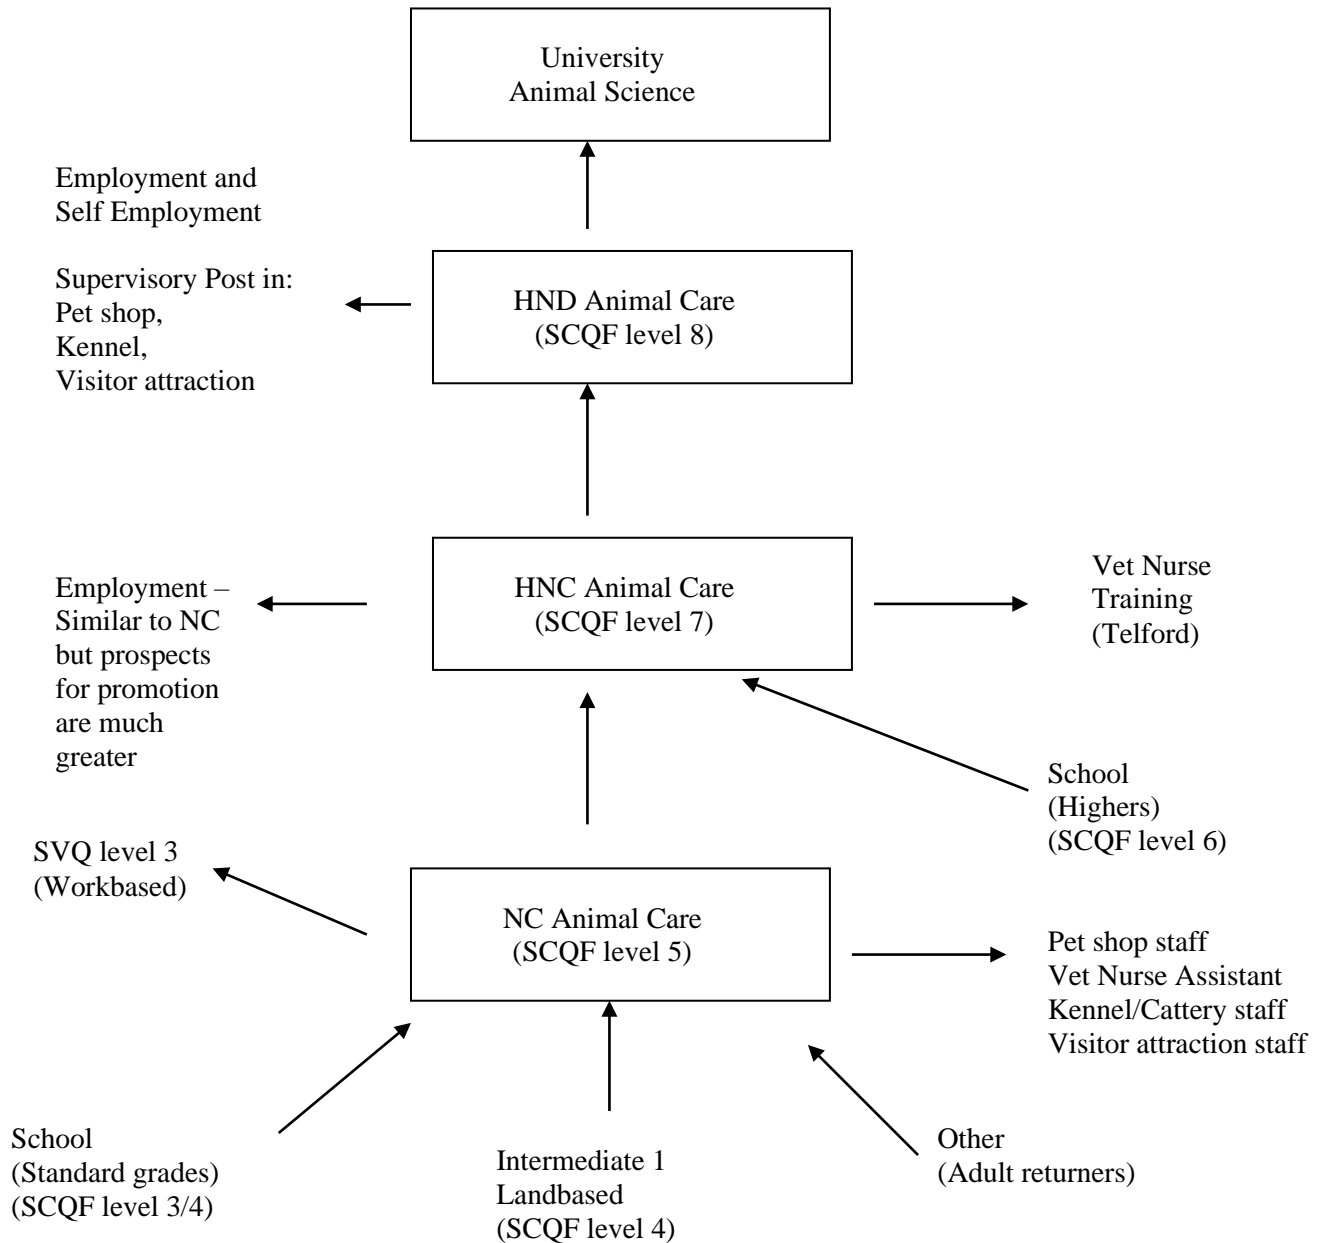 University
Animal Science
Employment and
Self Employment
Supervisory Post in:
Pet shop,
Kennel,
Visitor attraction
HND Animal Care
(SCQF level 8)
Employment –
Similar to NC
but prospects
for promotion
are much
greater
HNC Animal Care
(SCQF level 7)
Vet Nurse
Training
(Telford)
School
(Highers)
(SCQF level 6)
SVQ level 3
(Workbased)
NC Animal Care
(SCQF level 5)
Pet shop staff
Vet Nurse Assistant
Kennel/Cattery staff
Visitor attraction staff
School
(Standard grades)
(SCQF level 3/4)
Intermediate 1
Landbased
(SCQF level 4)
Other
(Adult returners)